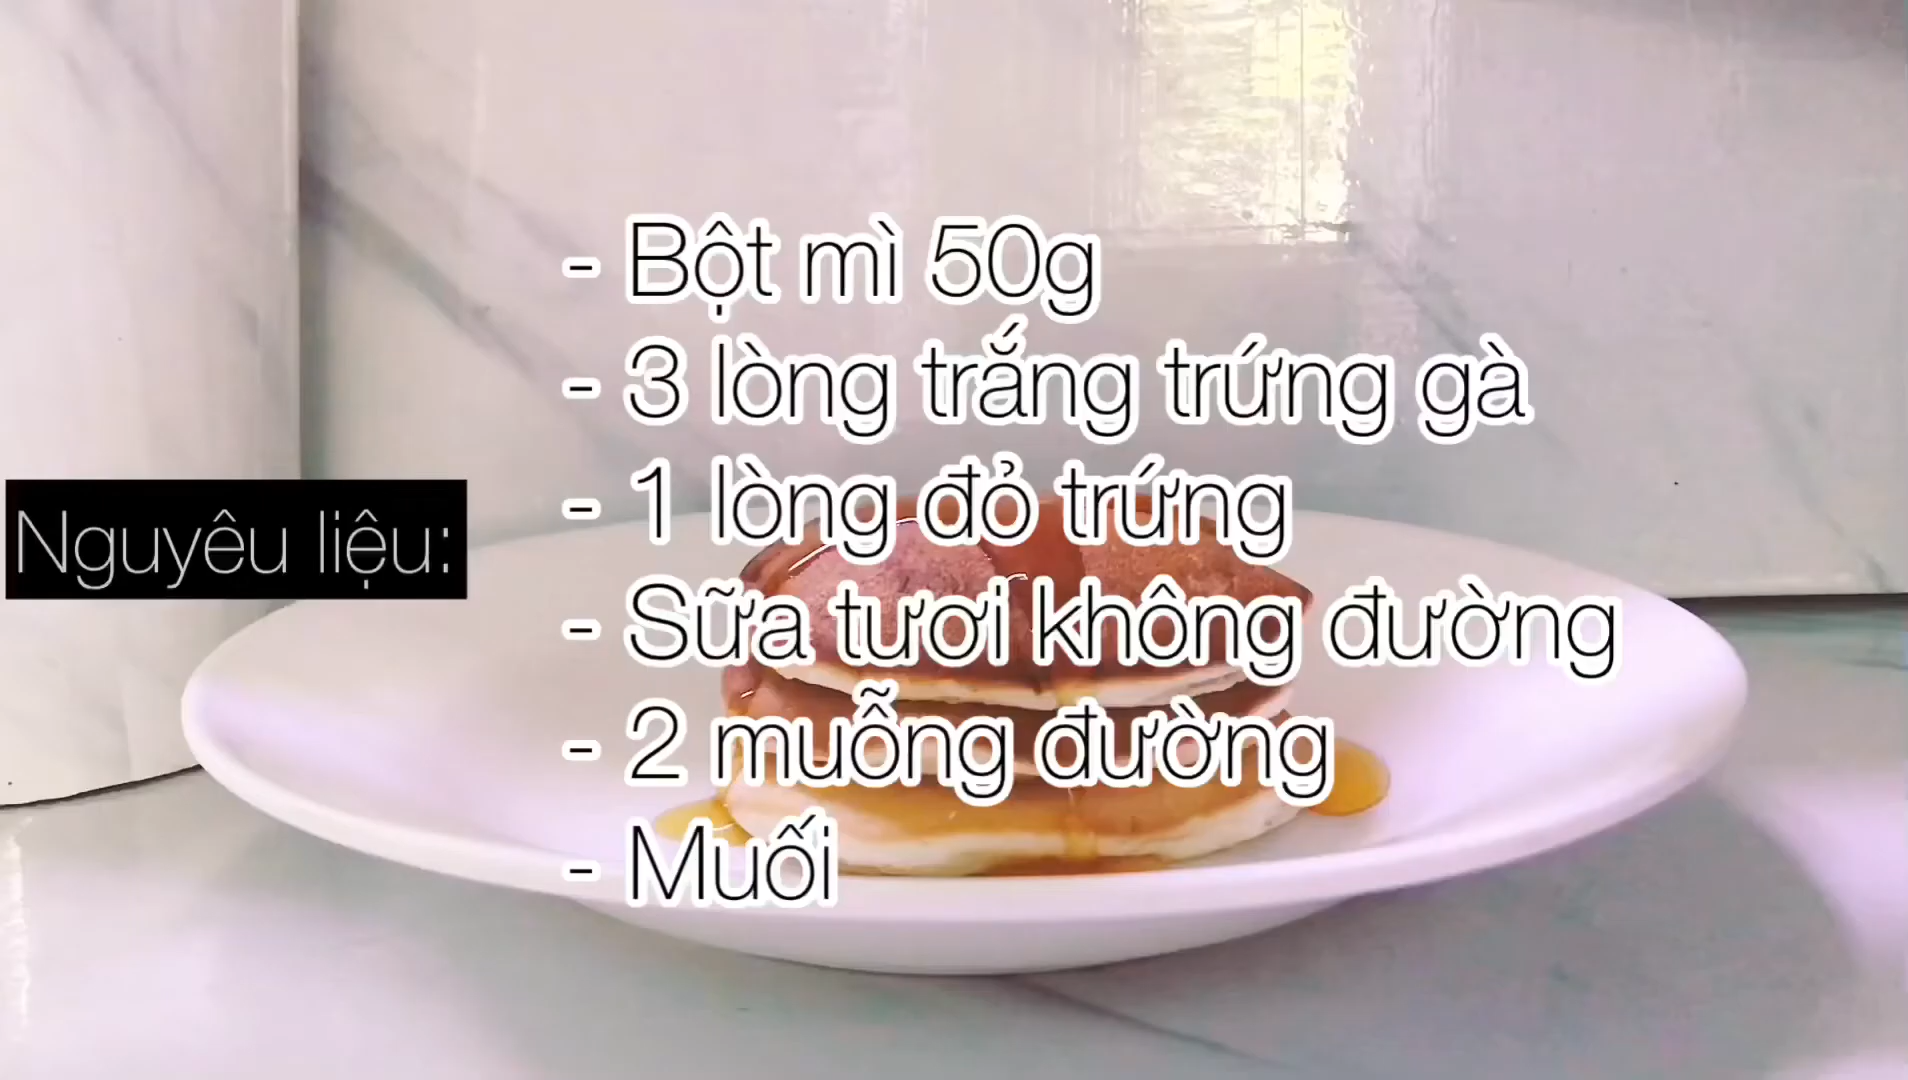 Nguyêu liệu:
- Bột mì 50g
- 3 lòng trắng trứng gà
- 1 lòng đỏ trứng
- Sữa tươi không đường
- 2 muỗng đường
- Muối